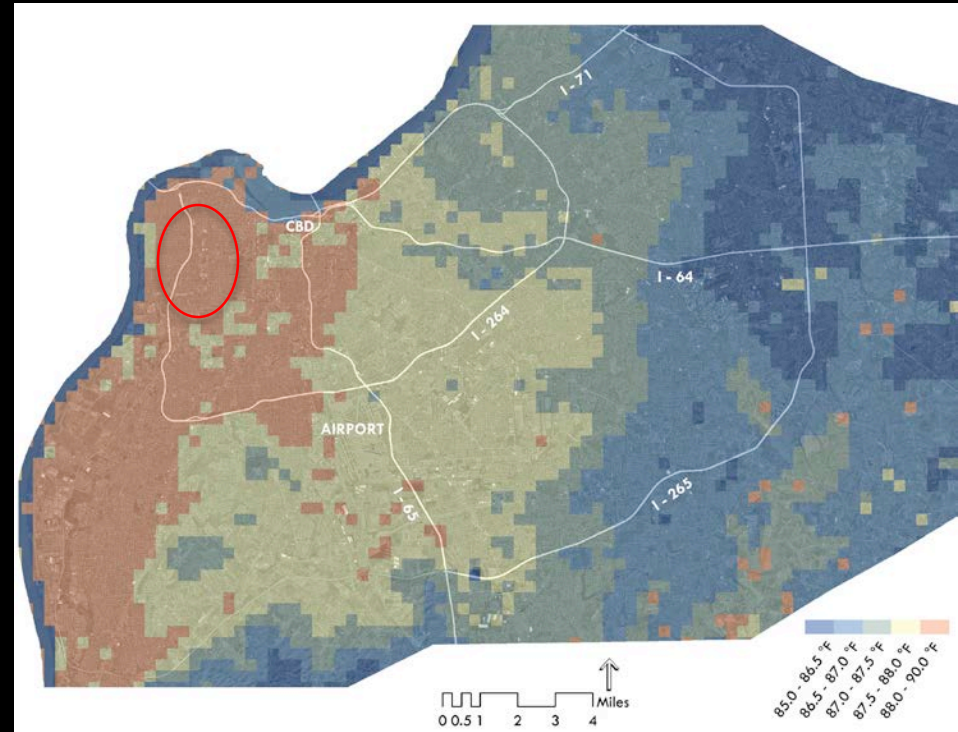 I - 71
CBD
I - 64
I - 264
AIRPORT
I - 65
I - 265
85.0 - 86.5 °F
86.5 - 87.0 °F
87.0 - 87.5 °F
87.5 - 88.0 °F
88.0 - 90.0 °F
Miles
0 0.5 1 2 3 4